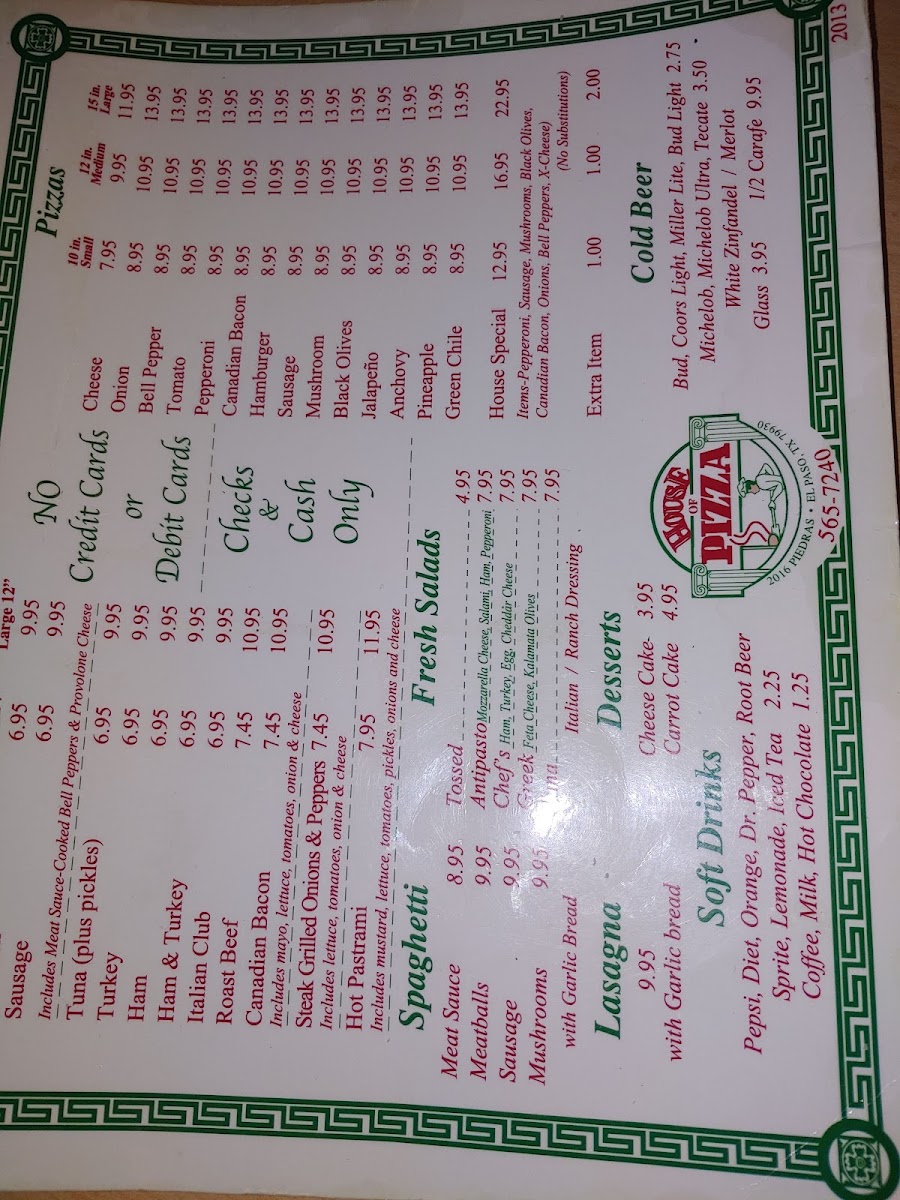 Large 12"
6.95 9.95
Sausage 6.95 9.95
Includes Meat Sauce-Cooked Bell Peppers & Provolone Cheese
Tuna (plus pickles) 6.95 9.95
Turkey 6.95 9.95
Ham 6.95 9.95
Ham & Turkey 6.95 9.95
Italian Club 6.95 9.95
Roast Beef 7.45 10.95
Canadian Bacon 7.45 10.95
Includes mayo, lettuce, tomatoes, onion & cheese
Steak Grilled Onions & Peppers 7.45 10.95
Includes lettuce, tomatoes, onion & cheese
Hot Pastrami 7.95 11.95
Includes mustard, lettuce, tomatoes, pickles, onions and cheese
NO
Credit Cards
or
Debit Cards
Checks
&
Cash
Only
Spaghetti
Meat Sauce 8.95
Meatballs 9.95
Sausage 9.95
Mushrooms 9.95
with Garlic Bread
Lasagna
9.95
with Garlic bread
Fresh Salads
Tossed 4.95
Antipasto Mozzarella Cheese, Salami, Ham, Pepperoni 7.95
Chef's Ham, Turkey, Egg, Cheddar Cheese 7.95
Greek Feta Cheese, Kalamata Olives 7.95
7.95
Italian / Ranch Dressing
Desserts
Cheese Cake 3.95
Carrot Cake 4.95
Soft Drinks
Pepsi, Diet, Orange, Dr. Pepper, Root Beer
Sprite, Lemonade, Iced Tea 2.25
Coffee, Milk, Hot Chocolate 1.25
Pizzas
10 in. 12 in. 15 in.
Small Medium Large
Cheese 7.95 9.95 11.95
Onion 8.95 10.95 13.95
Bell Pepper 8.95 10.95 13.95
Tomato 8.95 10.95 13.95
Pepperoni 8.95 10.95 13.95
Canadian Bacon 8.95 10.95 13.95
Hamburger 8.95 10.95 13.95
Sausage 8.95 10.95 13.95
Mushroom 8.95 10.95 13.95
Black Olives 8.95 10.95 13.95
Jalapeño 8.95 10.95 13.95
Anchovy 8.95 10.95 13.95
Pineapple 8.95 10.95 13.95
Green Chile 8.95 10.95 13.95
House Special 12.95 16.95 22.95
Items-Pepperoni, Sausage, Mushrooms, Black Olives,
Canadian Bacon, Onions, Bell Peppers, X-Cheese)
(No Substitutions)
Extra Item 1.00 1.00 2.00
Cold Beer
Bud, Coors Light, Miller Lite, Bud Light 2.75
Michelob, Michelob Ultra, Tecate 3.50
White Zinfandel / Merlot
Glass 3.95 1/2 Carafe 9.95
HOUSE
OF
PIZZA
2016 PIEDRAS • EL PASO, TX 79930
565-7240
2013